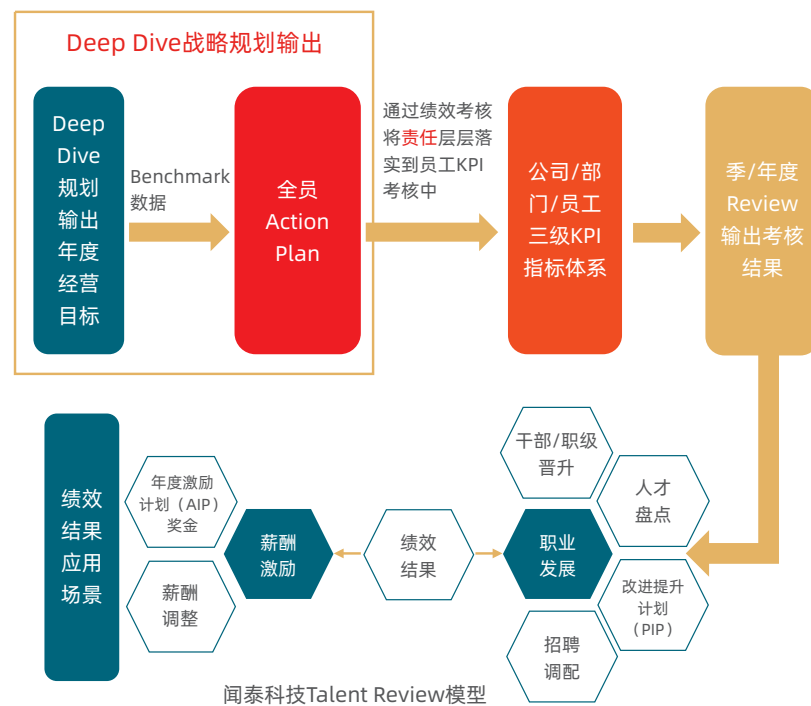 Deep Dive战略规划输出
Deep
Dive
规划
输出
年度
经营
目标
Benchmark
数据
全员
Action
Plan
通过绩效考核
将责任层层落
实到员工KPI
考核中
公司/部
门/员工
三级KPI
指标体系
季/年度
Review
输出考核
结果
绩效
结果
应用
场景
年度激励
计划（AIP）
奖金
薪酬
调整
薪酬
激励
绩效
结果
职业
发展
干部/职级
晋升
人才
盘点
改进提升
计划
（PIP）
招聘
调配
闻泰科技Talent Review模型